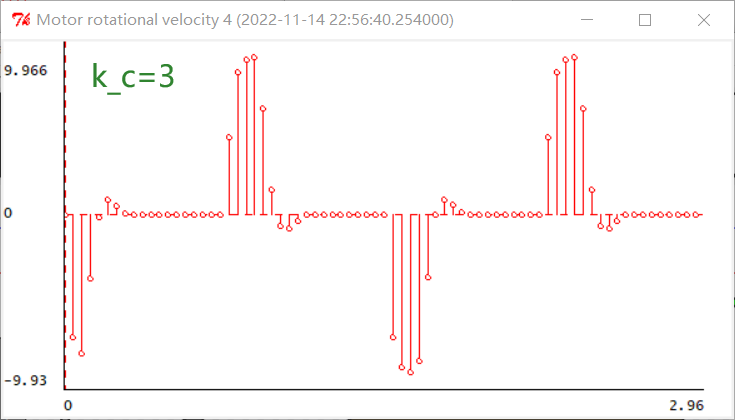 Motor rotational velocity 4 (2022-11-14 22:56:40.254000)
9.966
k_c=3
0
-9.93
0
2.96